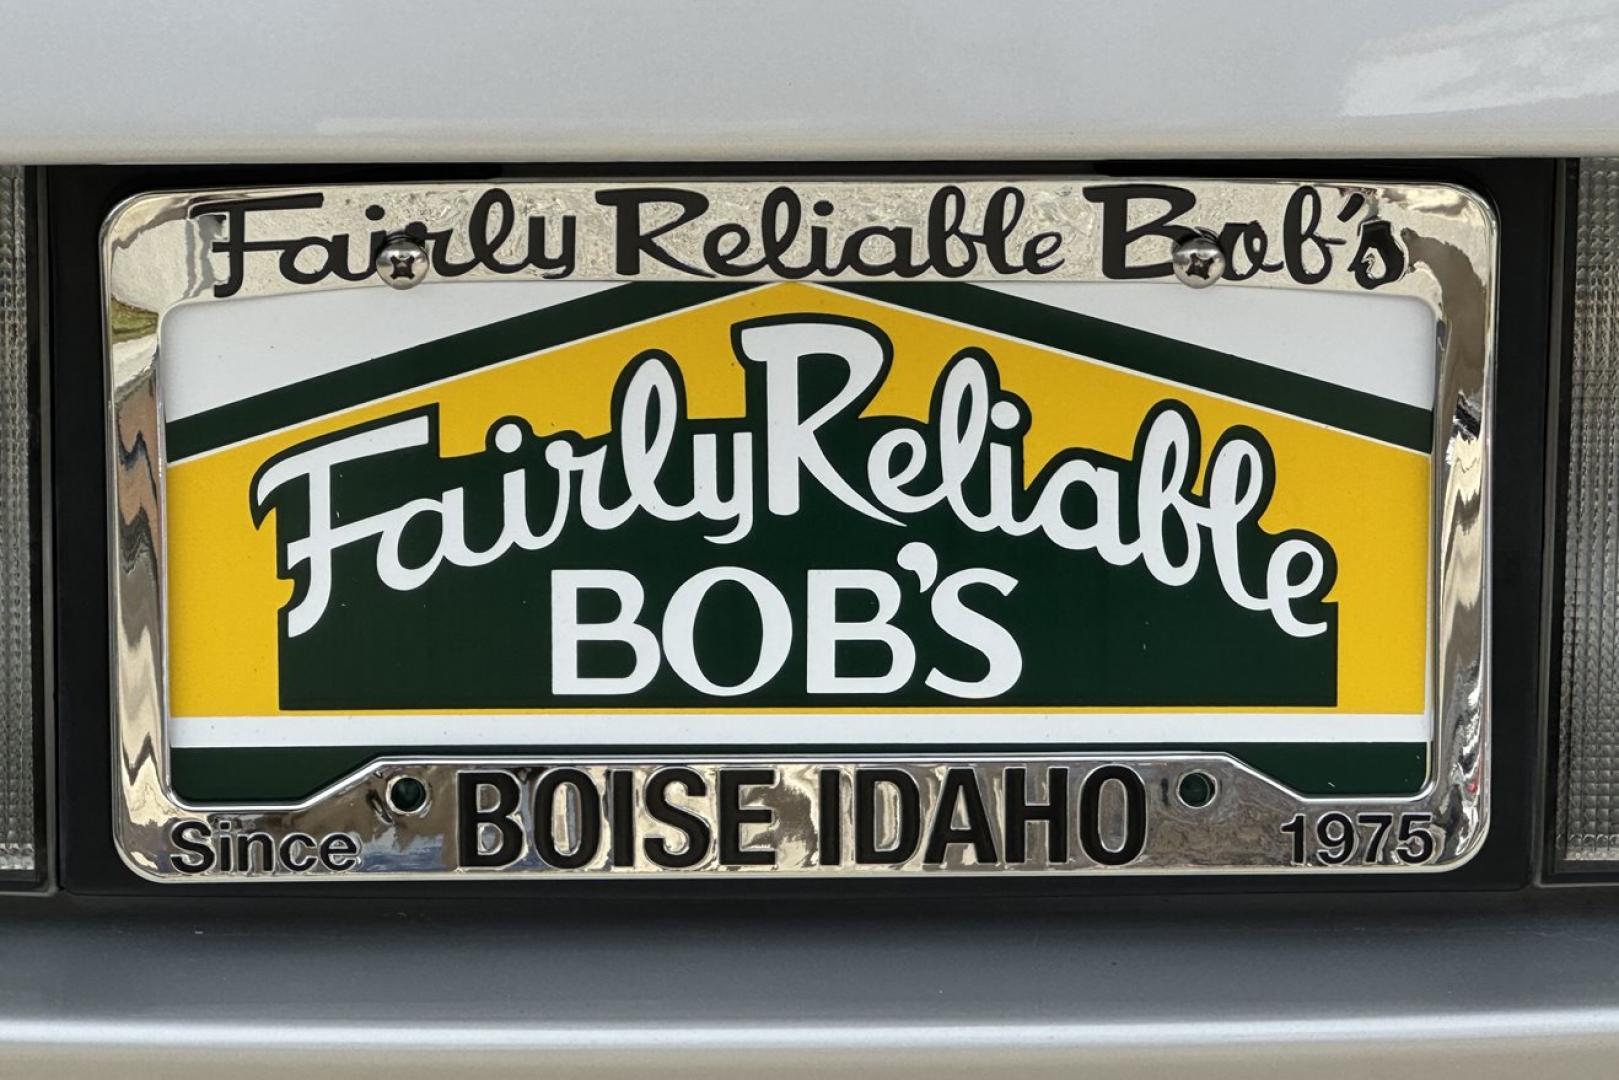 Fairly Reliable Bob's
Fairly Reliable
BOB'S
BOISE IDAHO
Since 1975